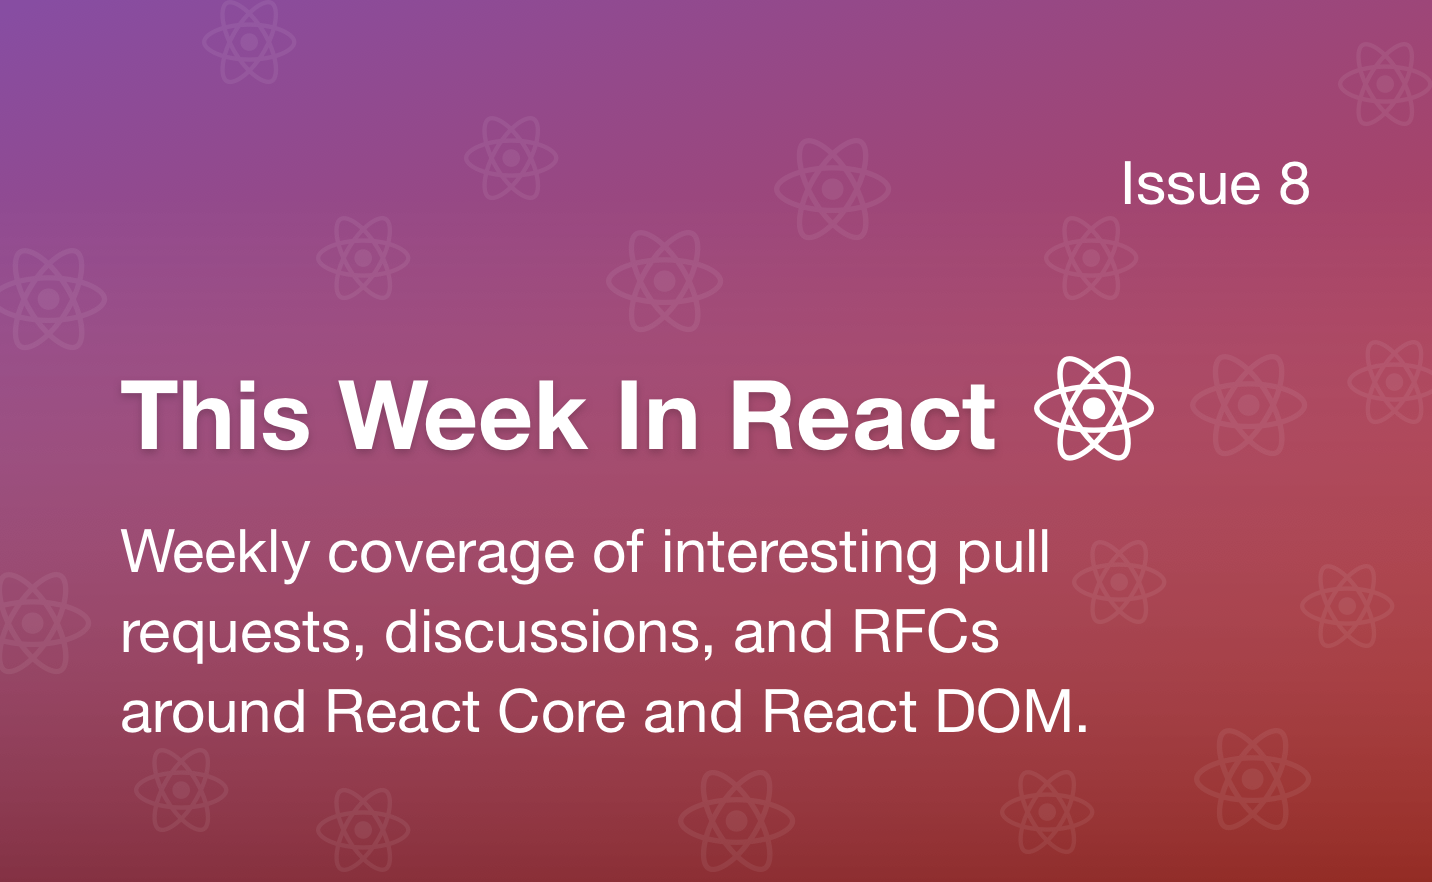 Issue 8
This Week In React
Weekly coverage of interesting pull
requests, discussions, and RFCs
around React Core and React DOM.